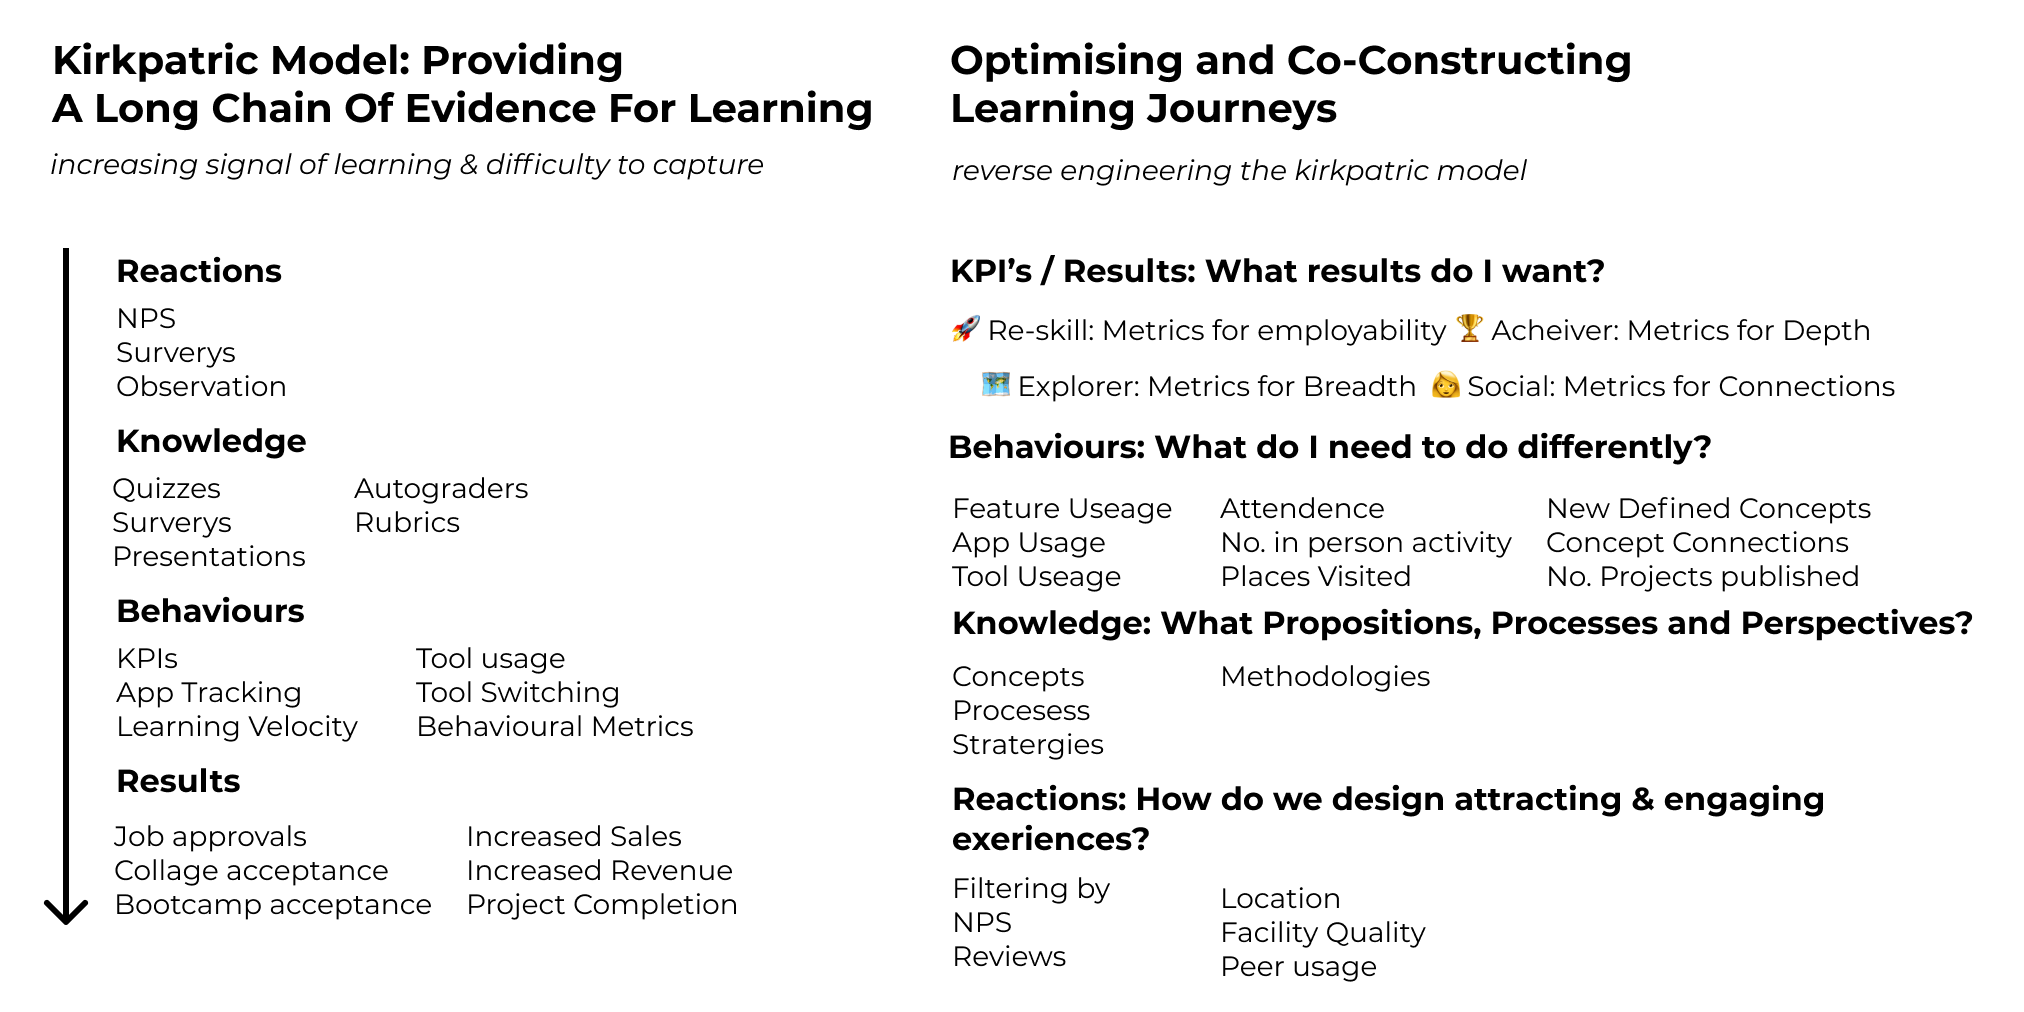 Kirkpatric Model: Providing
A Long Chain Of Evidence For Learning
increasing signal of learning & difficulty to capture
Reactions
NPS
Surverys
Observation
Knowledge
Quizzes
Surverys
Presentations
Autograders
Rubrics
Behaviours
KPIs
App Tracking
Learning Velocity
Tool usage
Tool Switching
Behavioural Metrics
Results
Job approvals
Collage acceptance
Bootcamp acceptance
Increased Sales
Increased Revenue
Project Completion
Optimising and Co-Constructing
Learning Journeys
reverse engineering the kirkpatric model
KPI’s / Results: What results do I want?
🚀 Re-skill: Metrics for employability 🏆 Acheiver: Metrics for Depth
🗺️ Explorer: Metrics for Breadth 👩 Social: Metrics for Connections
Behaviours: What do I need to do differently?
Feature Useage
App Usage
Tool Useage
Attendence
No. in person activity
Places Visited
New Defined Concepts
Concept Connections
No. Projects published
Knowledge: What Propositions, Processes and Perspectives?
Concepts
Procesess
Stratergies
Methodologies
Reactions: How do we design attracting & engaging
exeriences?
Filtering by
NPS
Reviews
Location
Facility Quality
Peer usage